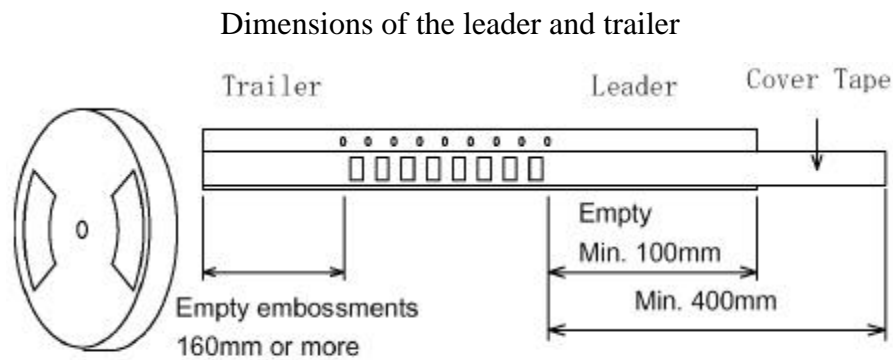 Dimensions of the leader and trailer
Trailer
Leader
Cover Tape
Empty
Min. 100mm
Min. 400mm
Empty embossments
160mm or more